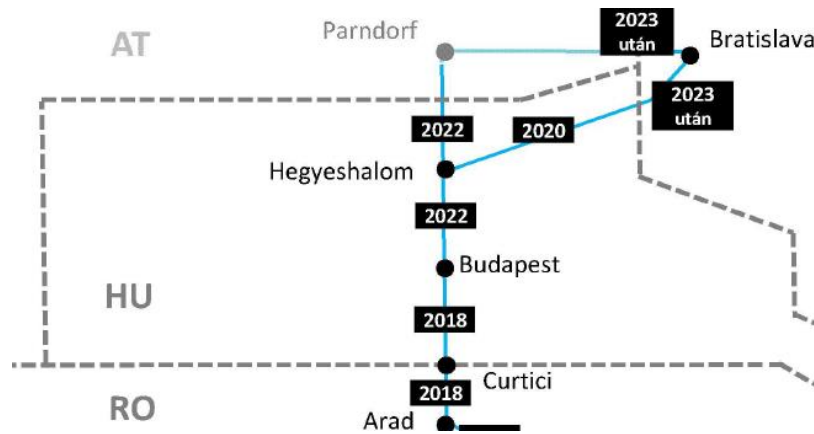 2023
után
Parndorf
Bratislava
AT
2023
után
2022
2020
Hegyeshalom
2022
Budapest
HU
2018
Curtici
2018
RO
Arad